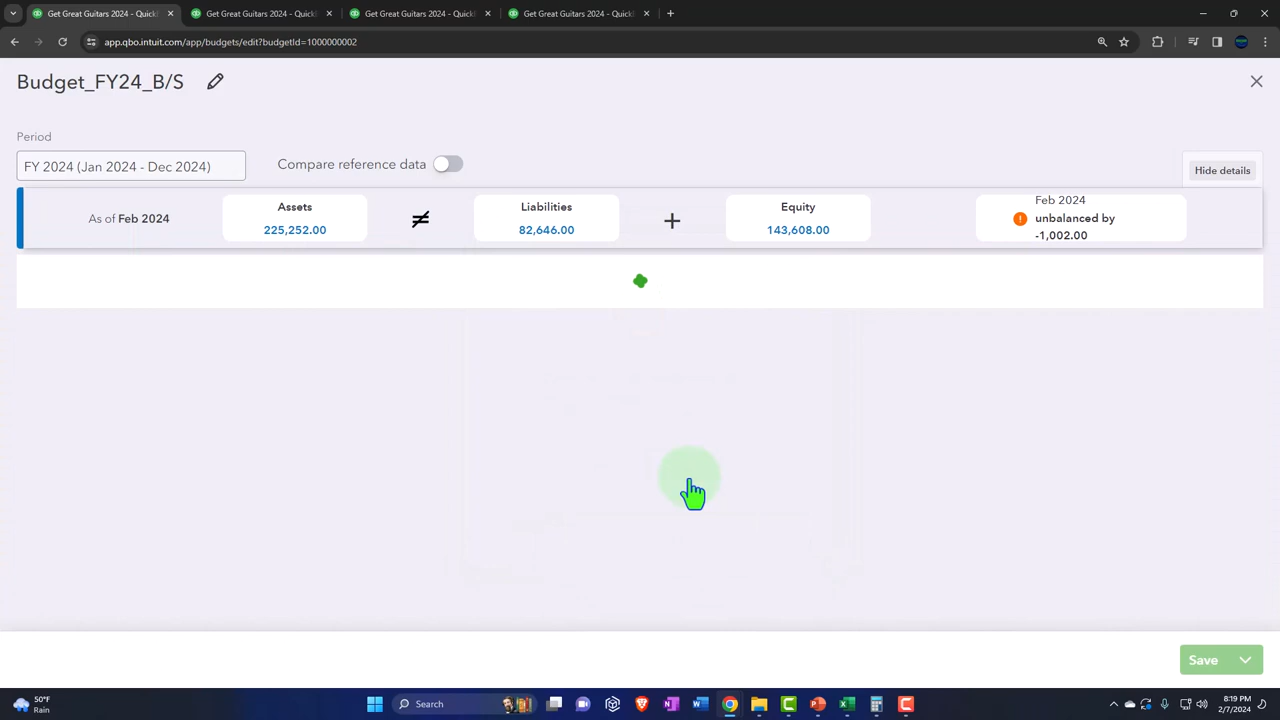 Get Great Guitars 2024 - Quick
Get Great Guitars 2024 - Quick
Get Great Guitars 2024 - Quick
Get Great Guitars 2024 - Quick
app.qbo.intuit.com/app/budgets/edit?budgetId=1000000002
Budget_FY24_B/S
Period
FY 2024 (Jan 2024 - Dec 2024)
Compare reference data
Hide details
As of Feb 2024
Assets
225,252.00
≠
Liabilities
82,646.00
+
Equity
143,608.00
Feb 2024
unbalanced by
-1,002.00
Save
50°F
Rain
Search
8:19 PM
2/7/2024